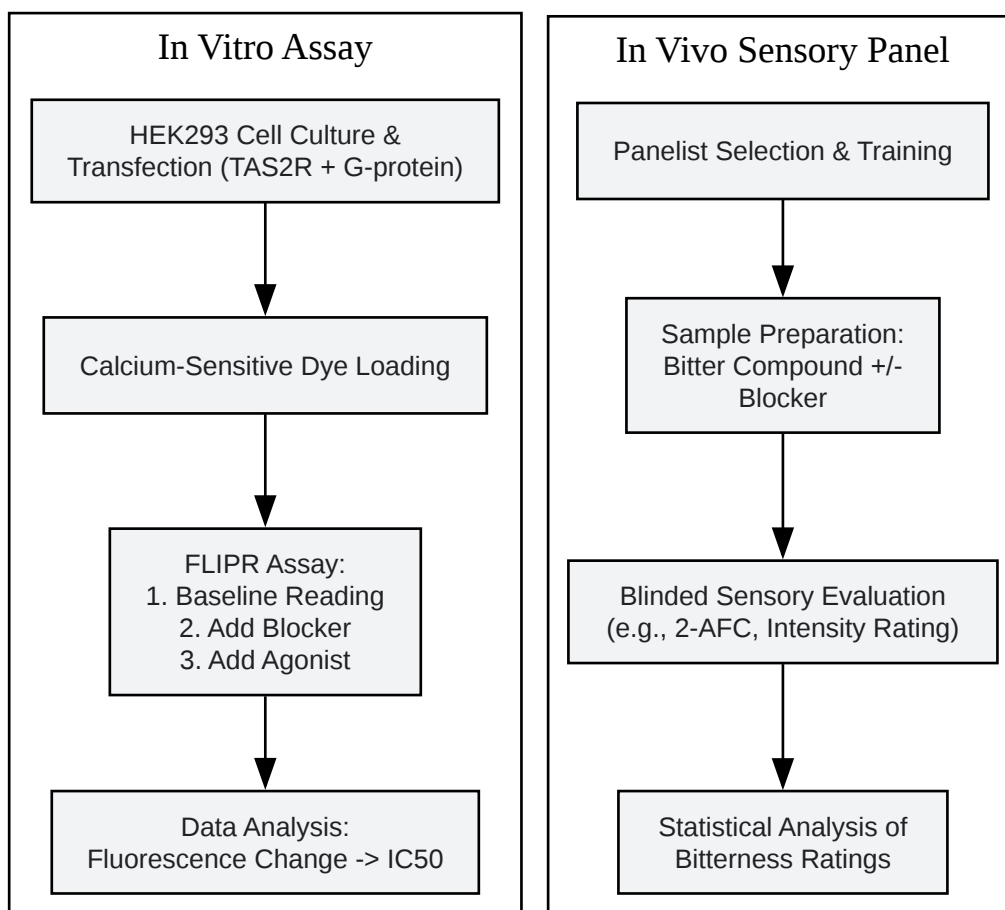 In Vitro Assay
HEK293 Cell Culture &
Transfection (TAS2R + G-protein)
Calcium-Sensitive Dye Loading
FLIPR Assay:
1. Baseline Reading
2. Add Blocker
3. Add Agonist
Data Analysis:
Fluorescence Change -> IC50
In Vivo Sensory Panel
Panelist Selection & Training
Sample Preparation:
Bitter Compound +/-
Blocker
Blinded Sensory Evaluation
(e.g., 2-AFC, Intensity Rating)
Statistical Analysis of
Bitterness Ratings